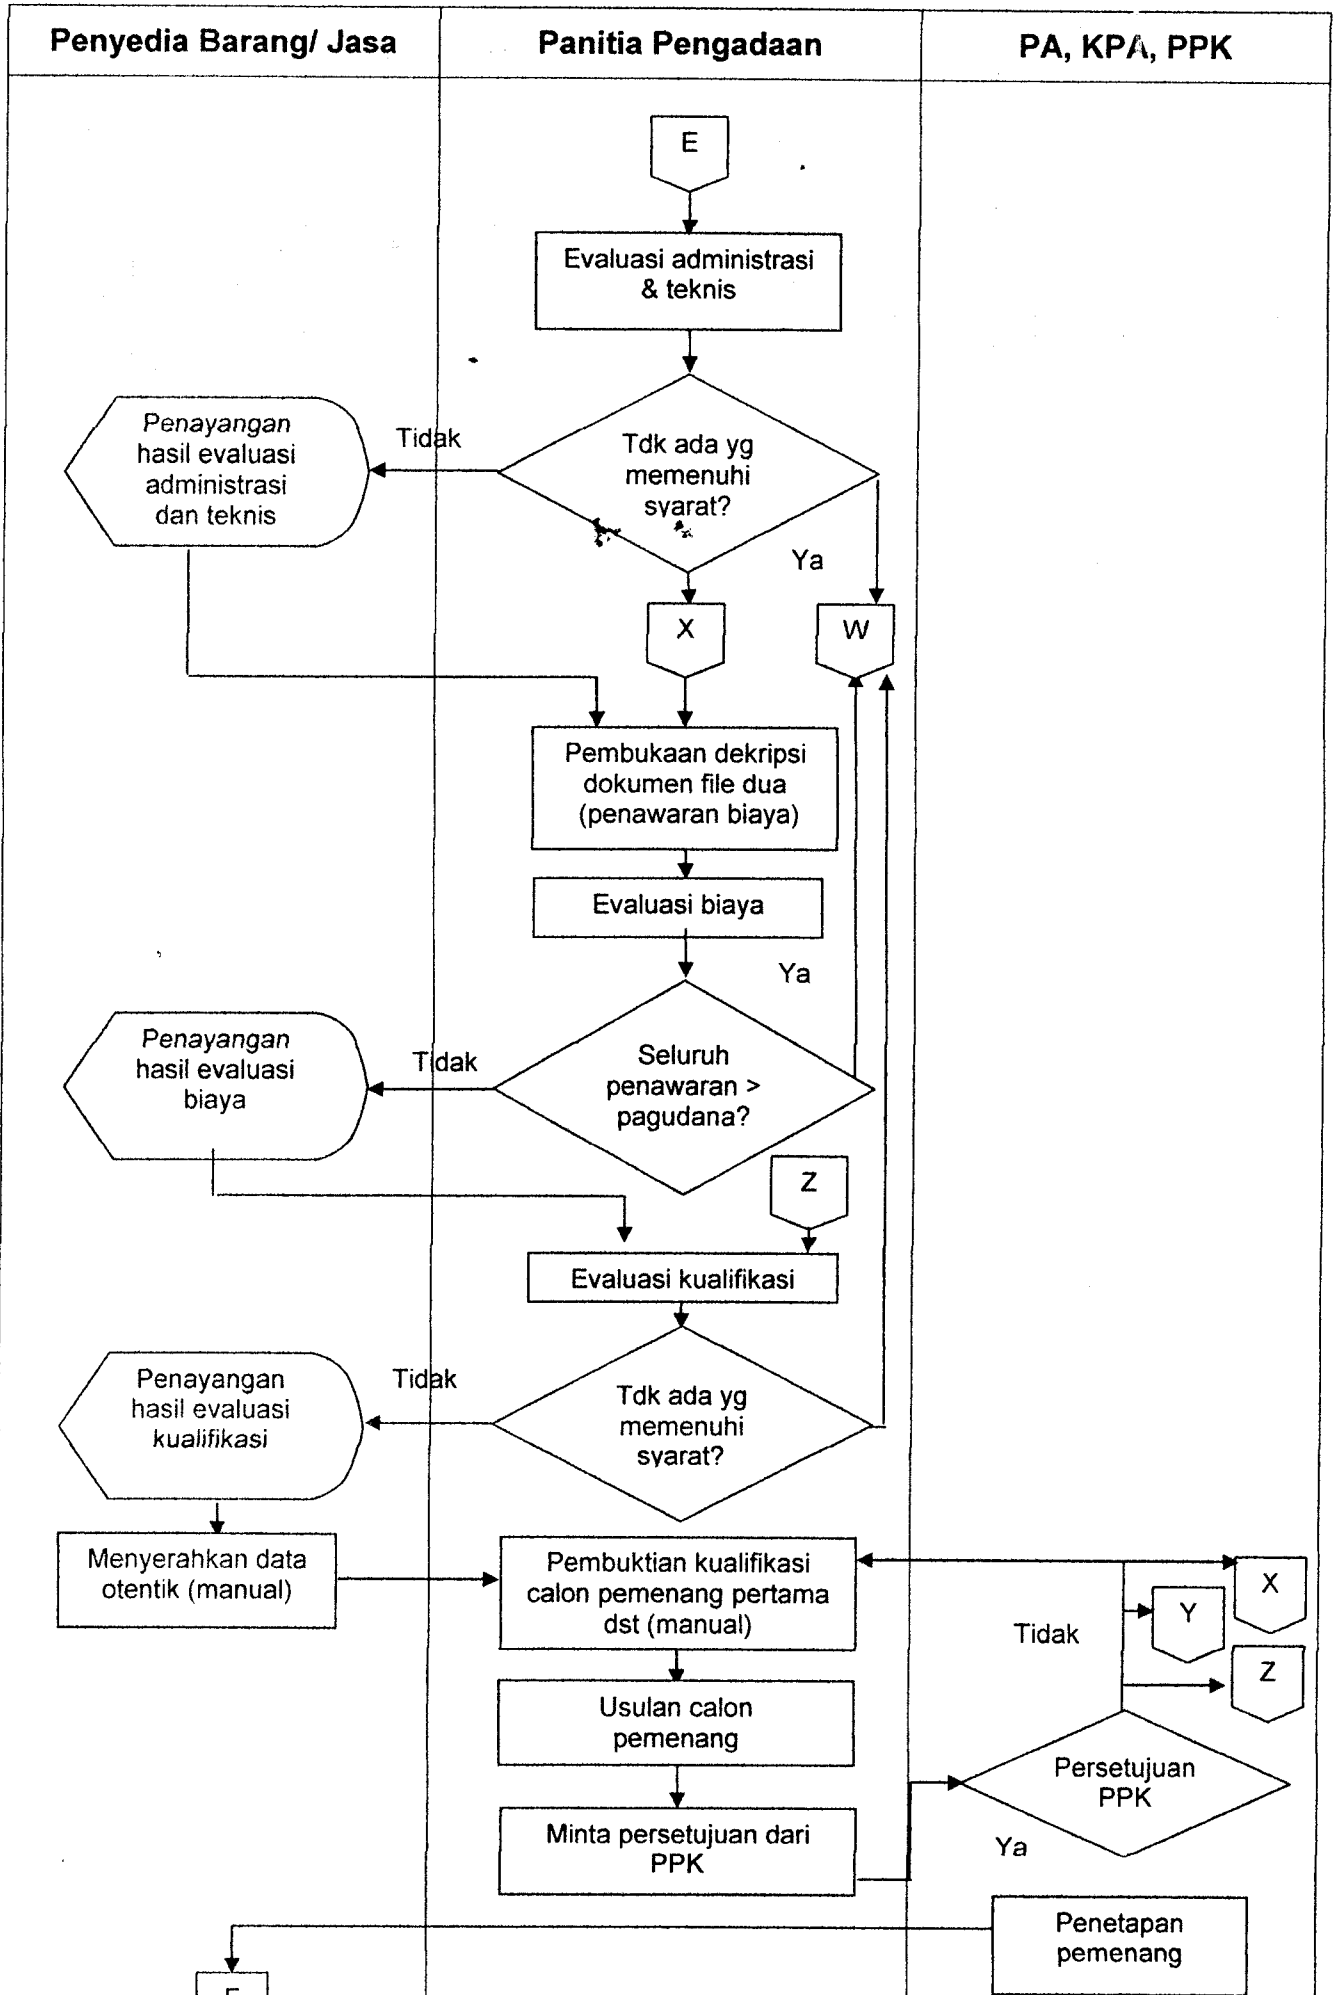 Penyedia Barang/ Jasa
Panitia Pengadaan
PA, KPA, PPK
E
Evaluasi administrasi
& teknis
Penayangan
hasil evaluasi
administrasi
dan teknis
Tidak
Tdk ada yg
memenuhi
syarat?
Ya
X
W
Pembukaan dekripsi
dokumen file dua
(penawaran biaya)
Evaluasi biaya
Ya
Penayangan
hasil evaluasi
biaya
Tidak
Seluruh
penawaran >
pagudana?
Z
Evaluasi kualifikasi
Penayangan
hasil evaluasi
kualifikasi
Tidak
Tdk ada yg
memenuhi
syarat?
Menyerahkan data
otentik (manual)
Pembuktian kualifikasi
calon pemenang pertama
dst (manual)
X
Y
Tidak
Z
Usulan calon
pemenang
Persetujuan
PPK
Minta persetujuan dari
PPK
Ya
Penetapan
pemenang